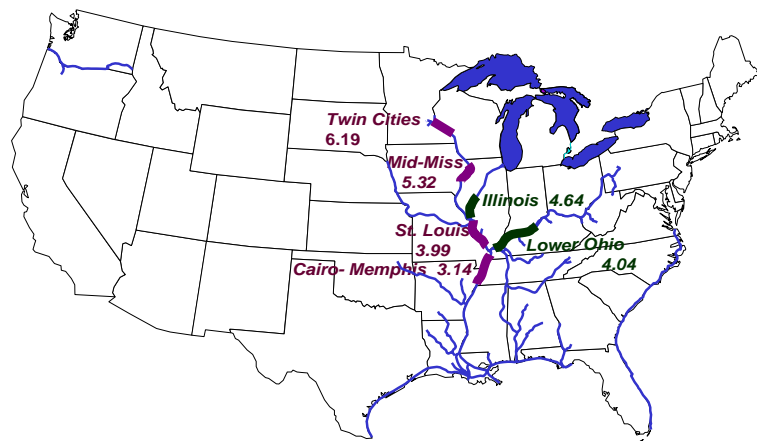 Twin Cities
6.19
Mid-Miss
5.32
Illinois 4.64
St. Louis
3.99
Lower Ohio
4.04
Cairo- Memphis 3.14